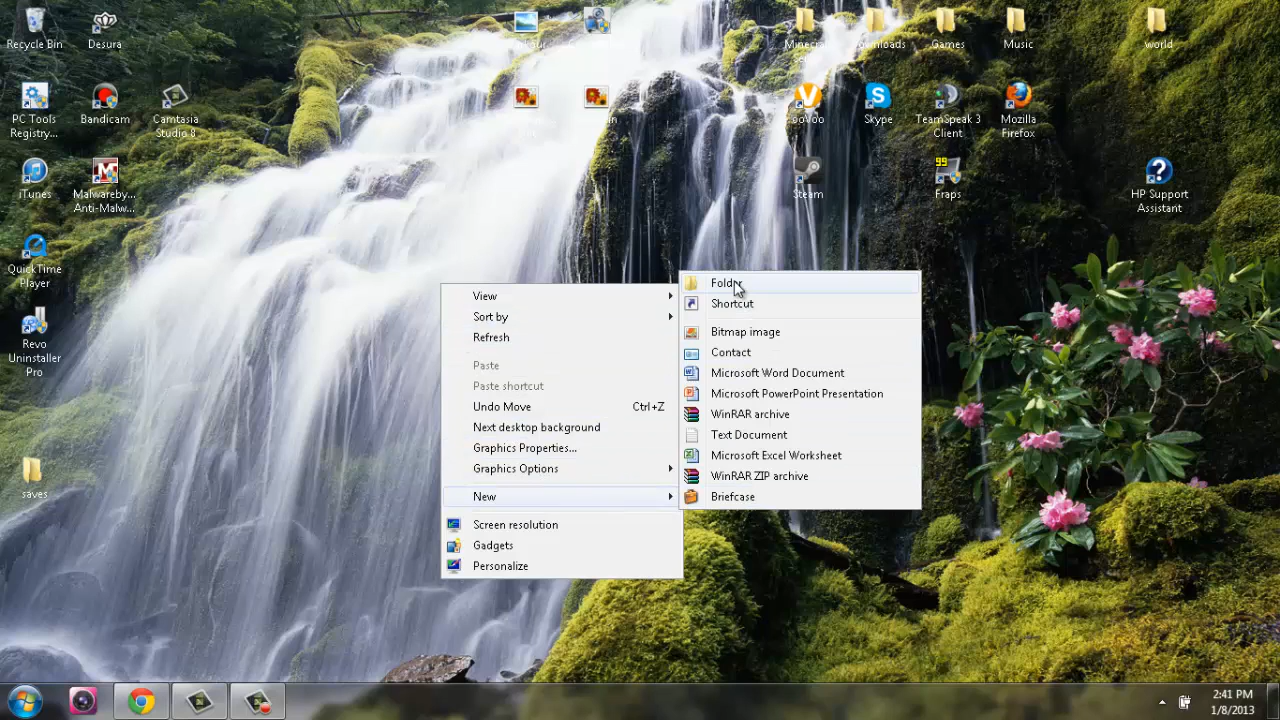 Recycle Bin
Desura
Games
Music
world
PC Tools
Registry...
Bandicam
Camtasia
Studio 8
ooVoo
Skype
TeamSpeak 3
Client
Mozilla
Firefox
iTunes
Malwareby...
Anti-Malw...
Steam
99
Fraps
HP Support
Assistant
QuickTime
Player
Revo
Uninstaller
Pro
saves
View
Sort by
Refresh
Paste
Paste shortcut
Undo Move Ctrl+Z
Next desktop background
Graphics Properties...
Graphics Options
New
Screen resolution
Gadgets
Personalize
Folder
Shortcut
Bitmap image
Contact
Microsoft Word Document
Microsoft PowerPoint Presentation
WinRAR archive
Text Document
Microsoft Excel Worksheet
WinRAR ZIP archive
Briefcase
2:41 PM
1/8/2013